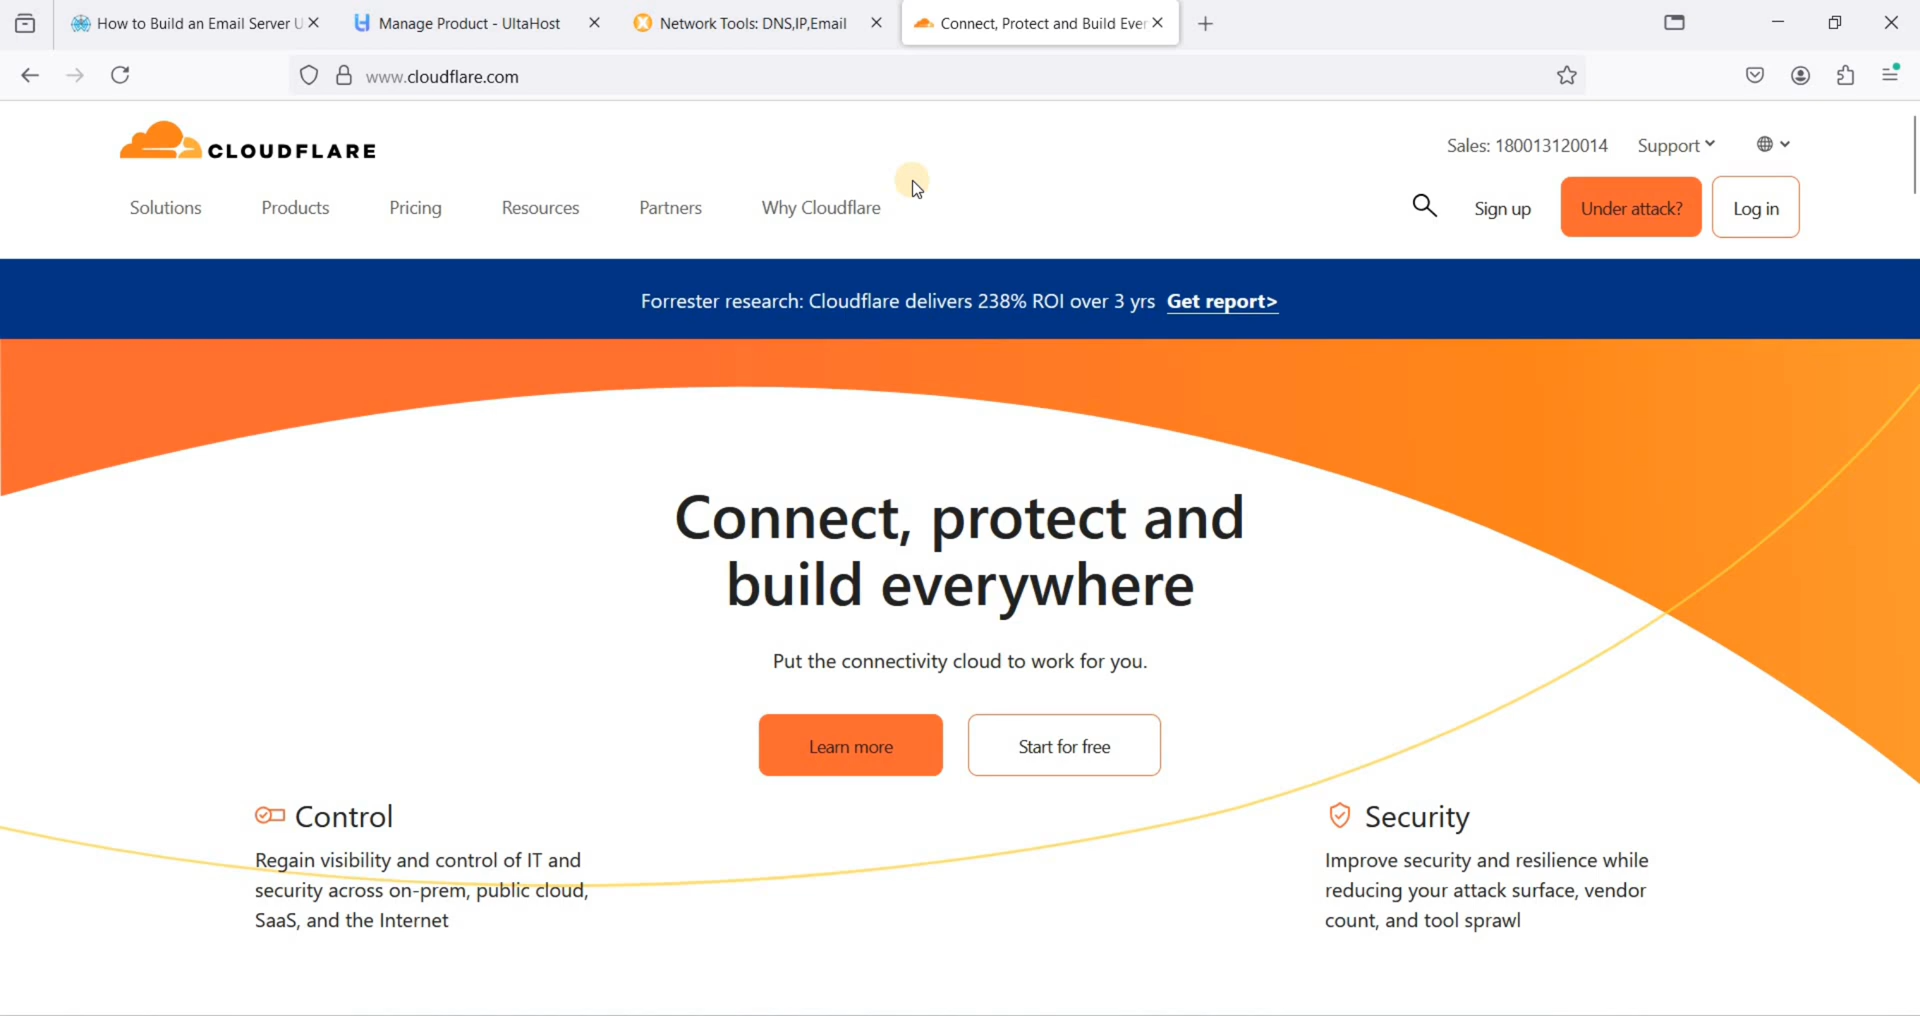 How to Build an Email Server U
Manage Product - UltaHost
Network Tools: DNS,IP,Email
Connect, Protect and Build Ever
www.cloudflare.com
CLOUDFLARE
Sales: 180013120014
Support
Solutions
Products
Pricing
Resources
Partners
Why Cloudflare
Sign up
Under attack?
Log in
Forrester research: Cloudflare delivers 238% ROI over 3 yrs Get report>
Connect, protect and
build everywhere
Put the connectivity cloud to work for you.
Learn more
Start for free
Control
Regain visibility and control of IT and
security across on-prem, public cloud,
SaaS, and the Internet
Security
Improve security and resilience while
reducing your attack surface, vendor
count, and tool sprawl